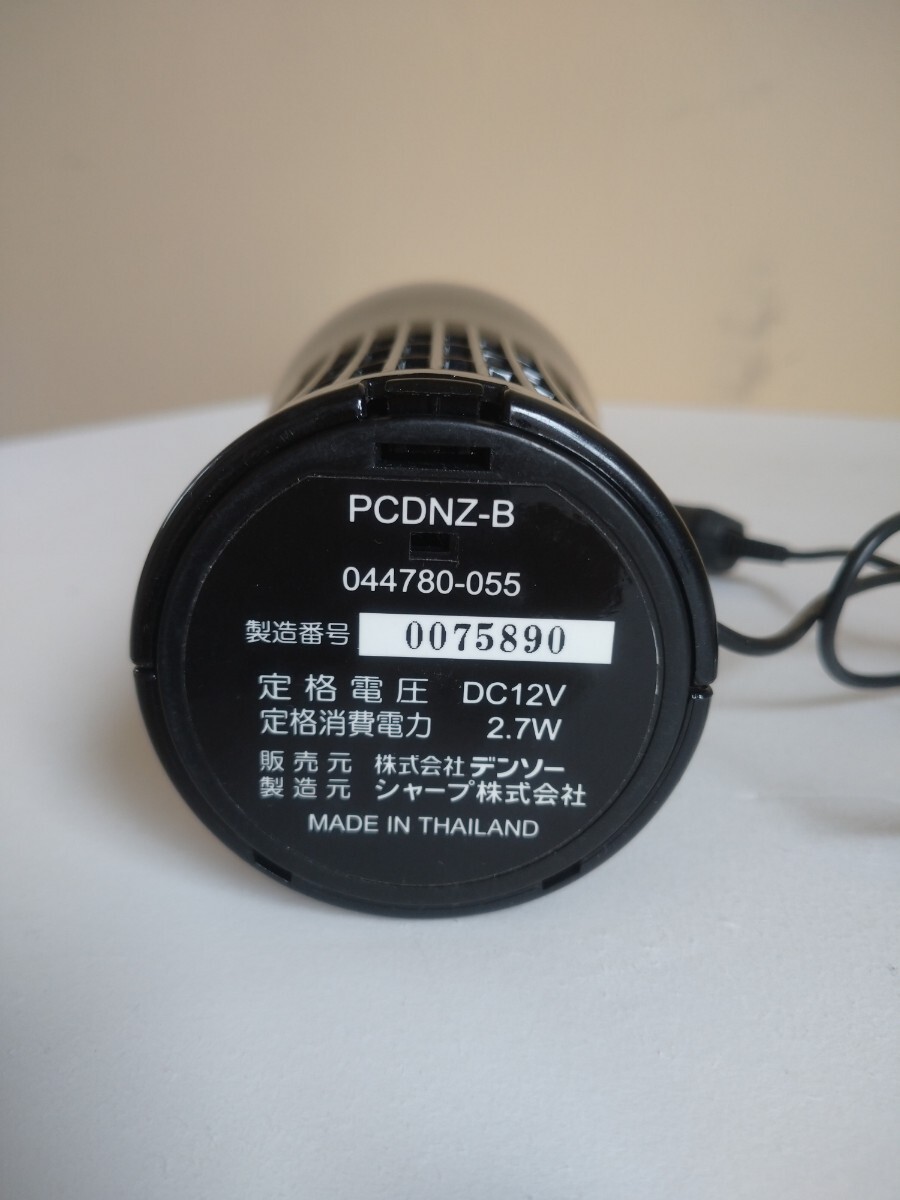 PCDNZ-B
044780-055
製造番号 0075890
定格電圧 DC12V
定格消費電力 2.7W
販売元 株式会社デンソー
製造元 シャープ株式会社
MADE IN THAILAND